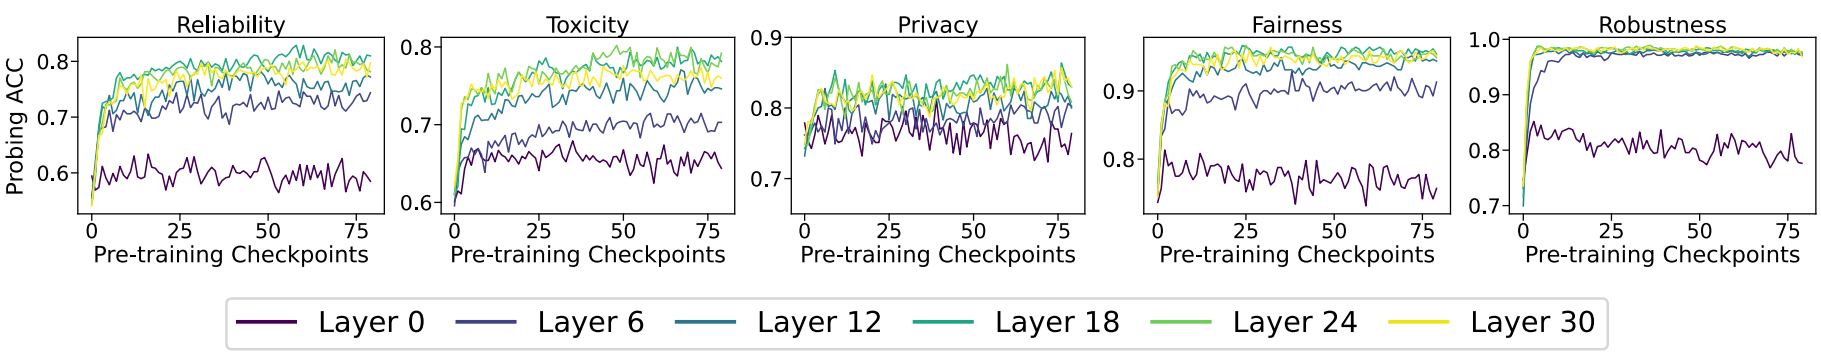 Reliability Toxicity Privacy Fairness Robustness
Probing ACC
0.8 0.7 0.6
0 25 50 75
Pre-training Checkpoints
0.8 0.7 0.6
0 25 50 75
Pre-training Checkpoints
0.9 0.8 0.7
0 25 50 75
Pre-training Checkpoints
0.9 0.8
0 25 50 75
Pre-training Checkpoints
1.0 0.9 0.8 0.7
0 25 50 75
Pre-training Checkpoints
Layer 0 Layer 6 Layer 12 Layer 18 Layer 24 Layer 30